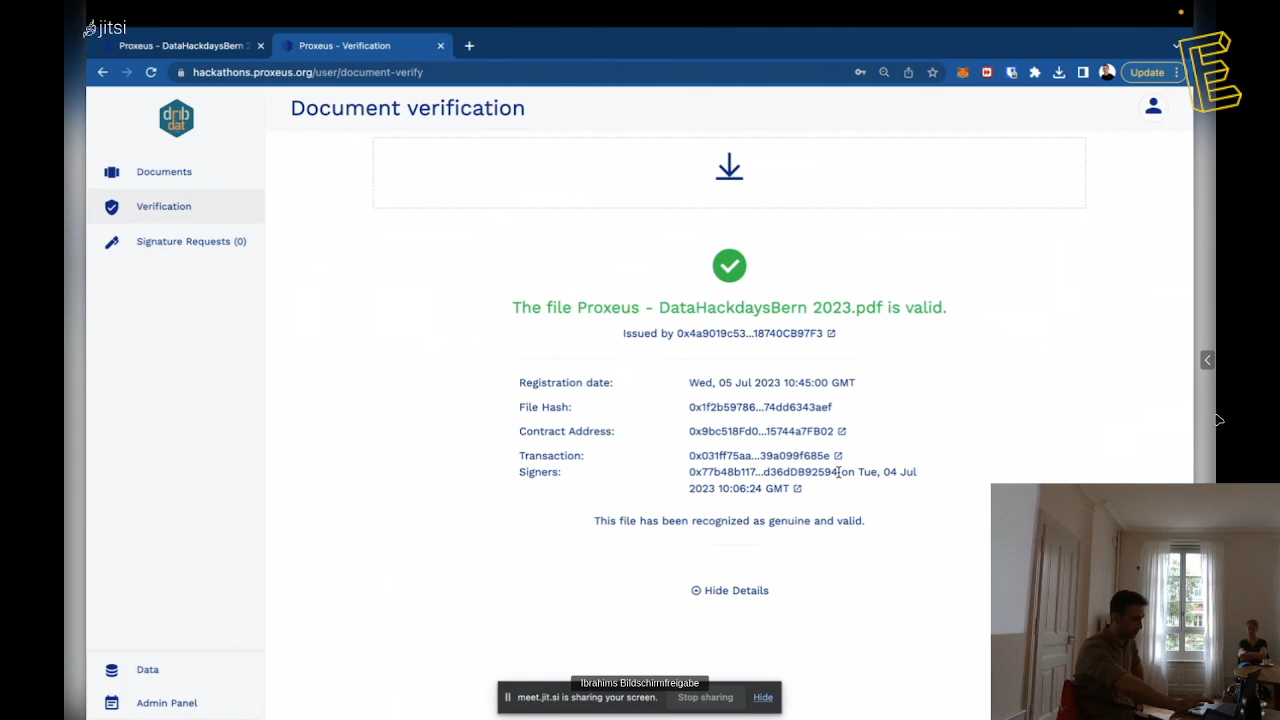 jitsi
Proxeus - DataHackdaysBern 2
Proxeus - Verification
hackathons.proxeus.org/user/document-verify
Update
E
drib
dat
Document verification
Documents
Verification
Signature Requests (0)
The file Proxeus - DataHackdaysBern 2023.pdf is valid.
Issued by 0x4a9019c53...18740CB97F3
Registration date: Wed, 05 Jul 2023 10:45:00 GMT
File Hash: 0x1f2b59786...74dd6343aef
Contract Address: 0x9bc518Fd0...15744a7FB02
Transaction: 0x031ff75aa...39a099f685e
Signers: 0x77b48b117...d36dDB92594 on Tue, 04 Jul
2023 10:06:24 GMT
This file has been recognized as genuine and valid.
Hide Details
Data
Admin Panel
Ibrahims Bildschirmfreigabe
meet.jit.si is sharing your screen. Stop sharing Hide